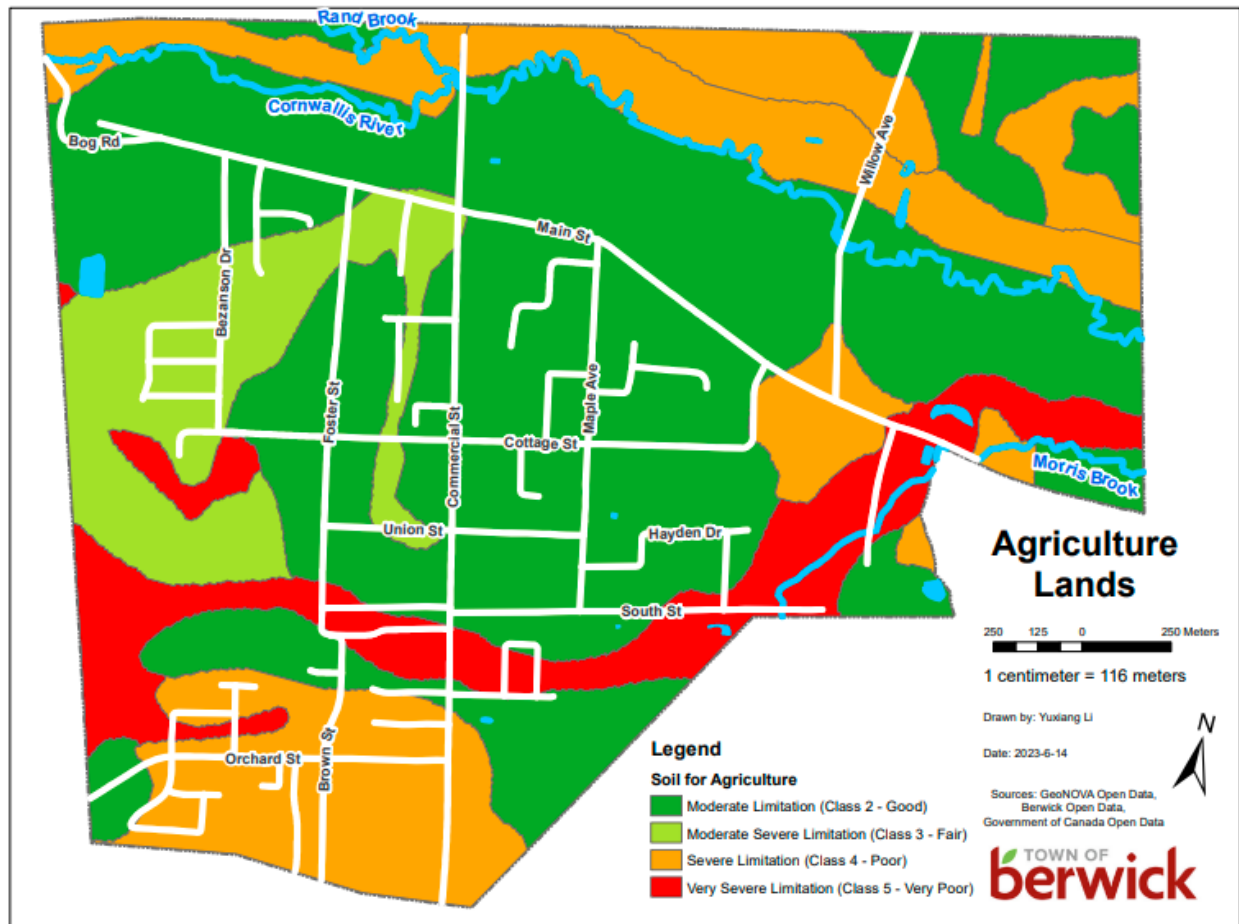 Rand Brook
Cornwallis River
Bog Rd
Willow Ave
Main St
Bezanson Dr
Foster St
Commercial St
Maple Ave
Cottage St
Morris Brook
Union St
Hayden Dr
South St
Orchard St
Brown St
Agriculture
Lands
250 125 0 250 Meters
1 centimeter = 116 meters
Drawn by: Yuxiang Li
Date: 2023-6-14
N
Sources: GeoNOVA Open Data,
Berwick Open Data,
Government of Canada Open Data
TOWN OF
berwick
Legend
Soil for Agriculture
Moderate Limitation (Class 2 - Good)
Moderate Severe Limitation (Class 3 - Fair)
Severe Limitation (Class 4 - Poor)
Very Severe Limitation (Class 5 - Very Poor)